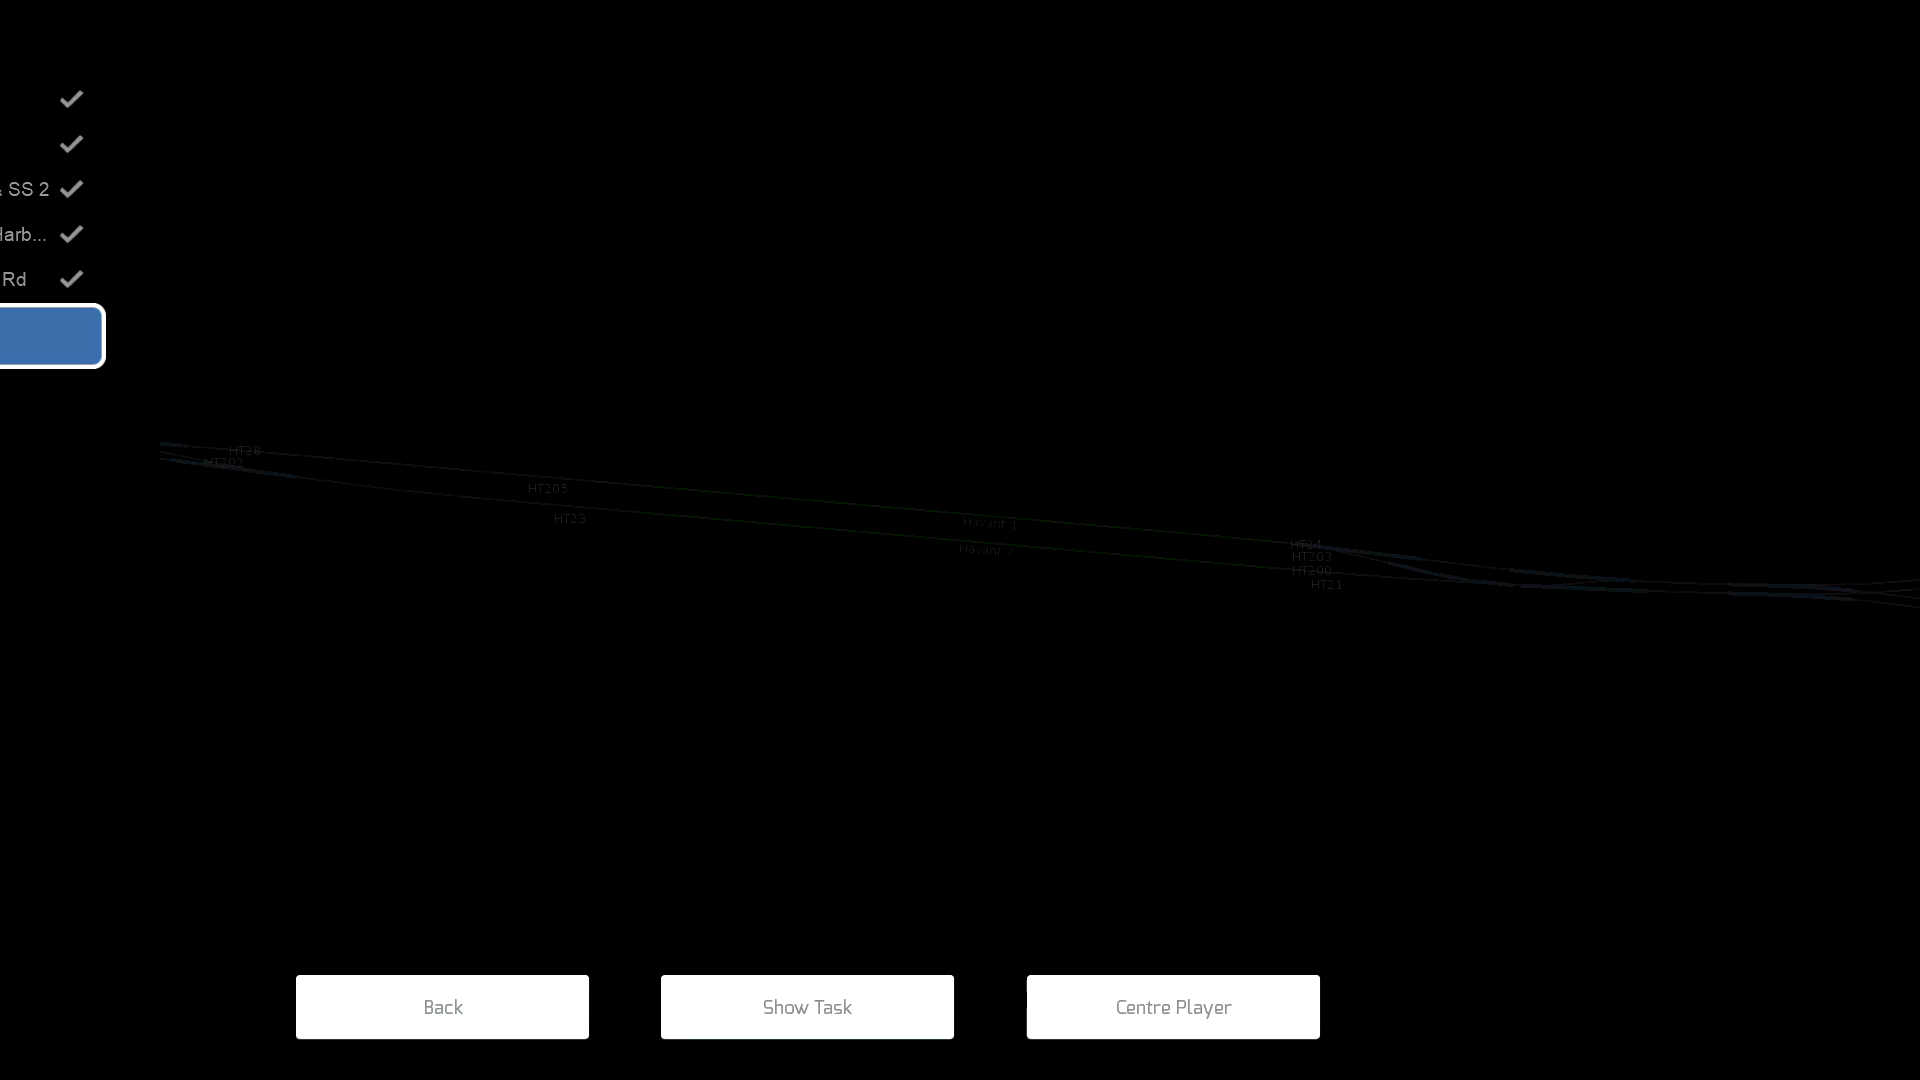 SS 2
Harb...
Rd
HT28
HT202
HT205
HT23
Havant 1
Havant 2
HT24
HT203
HT200
HT21
Back
Show Task
Centre Player